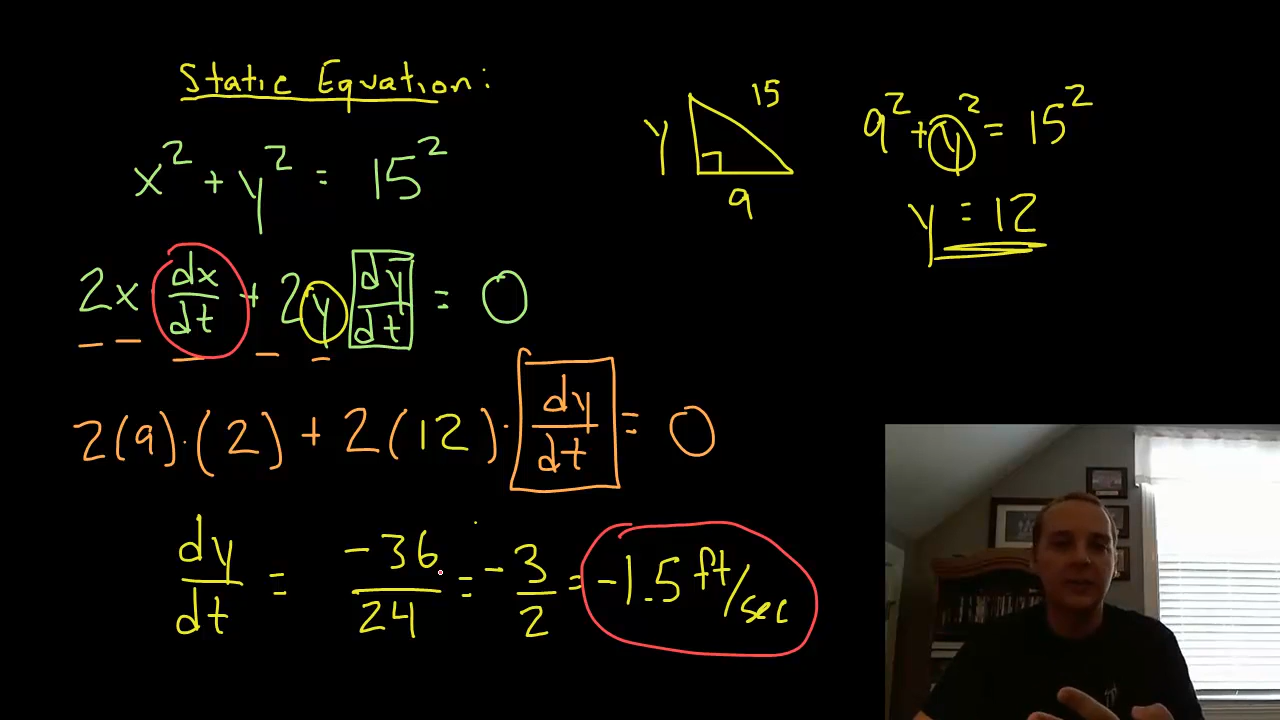 Static Equation:
x² + y² = 15²
2x dx/dt + 2y dy/dt = 0
2(9)·(2) + 2(12)· dy/dt = 0
dy/dt = -36/24 = -3/2 = -1.5 ft/sec
15
y
9
9² + y² = 15²
y = 12